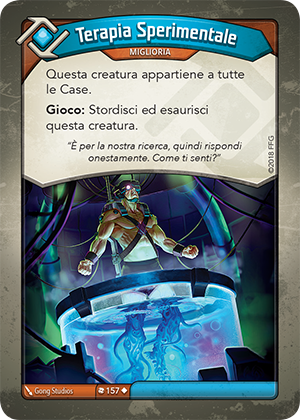 Terapia Sperimentale
MIGLIORIA
Questa creatura appartiene a tutte
le Case.
Gioco: Stordisci ed esaurisci
questa creatura.
“È per la nostra ricerca, quindi rispondi
onestamente. Come ti senti?”
©2018 FFG
Gong Studios
157